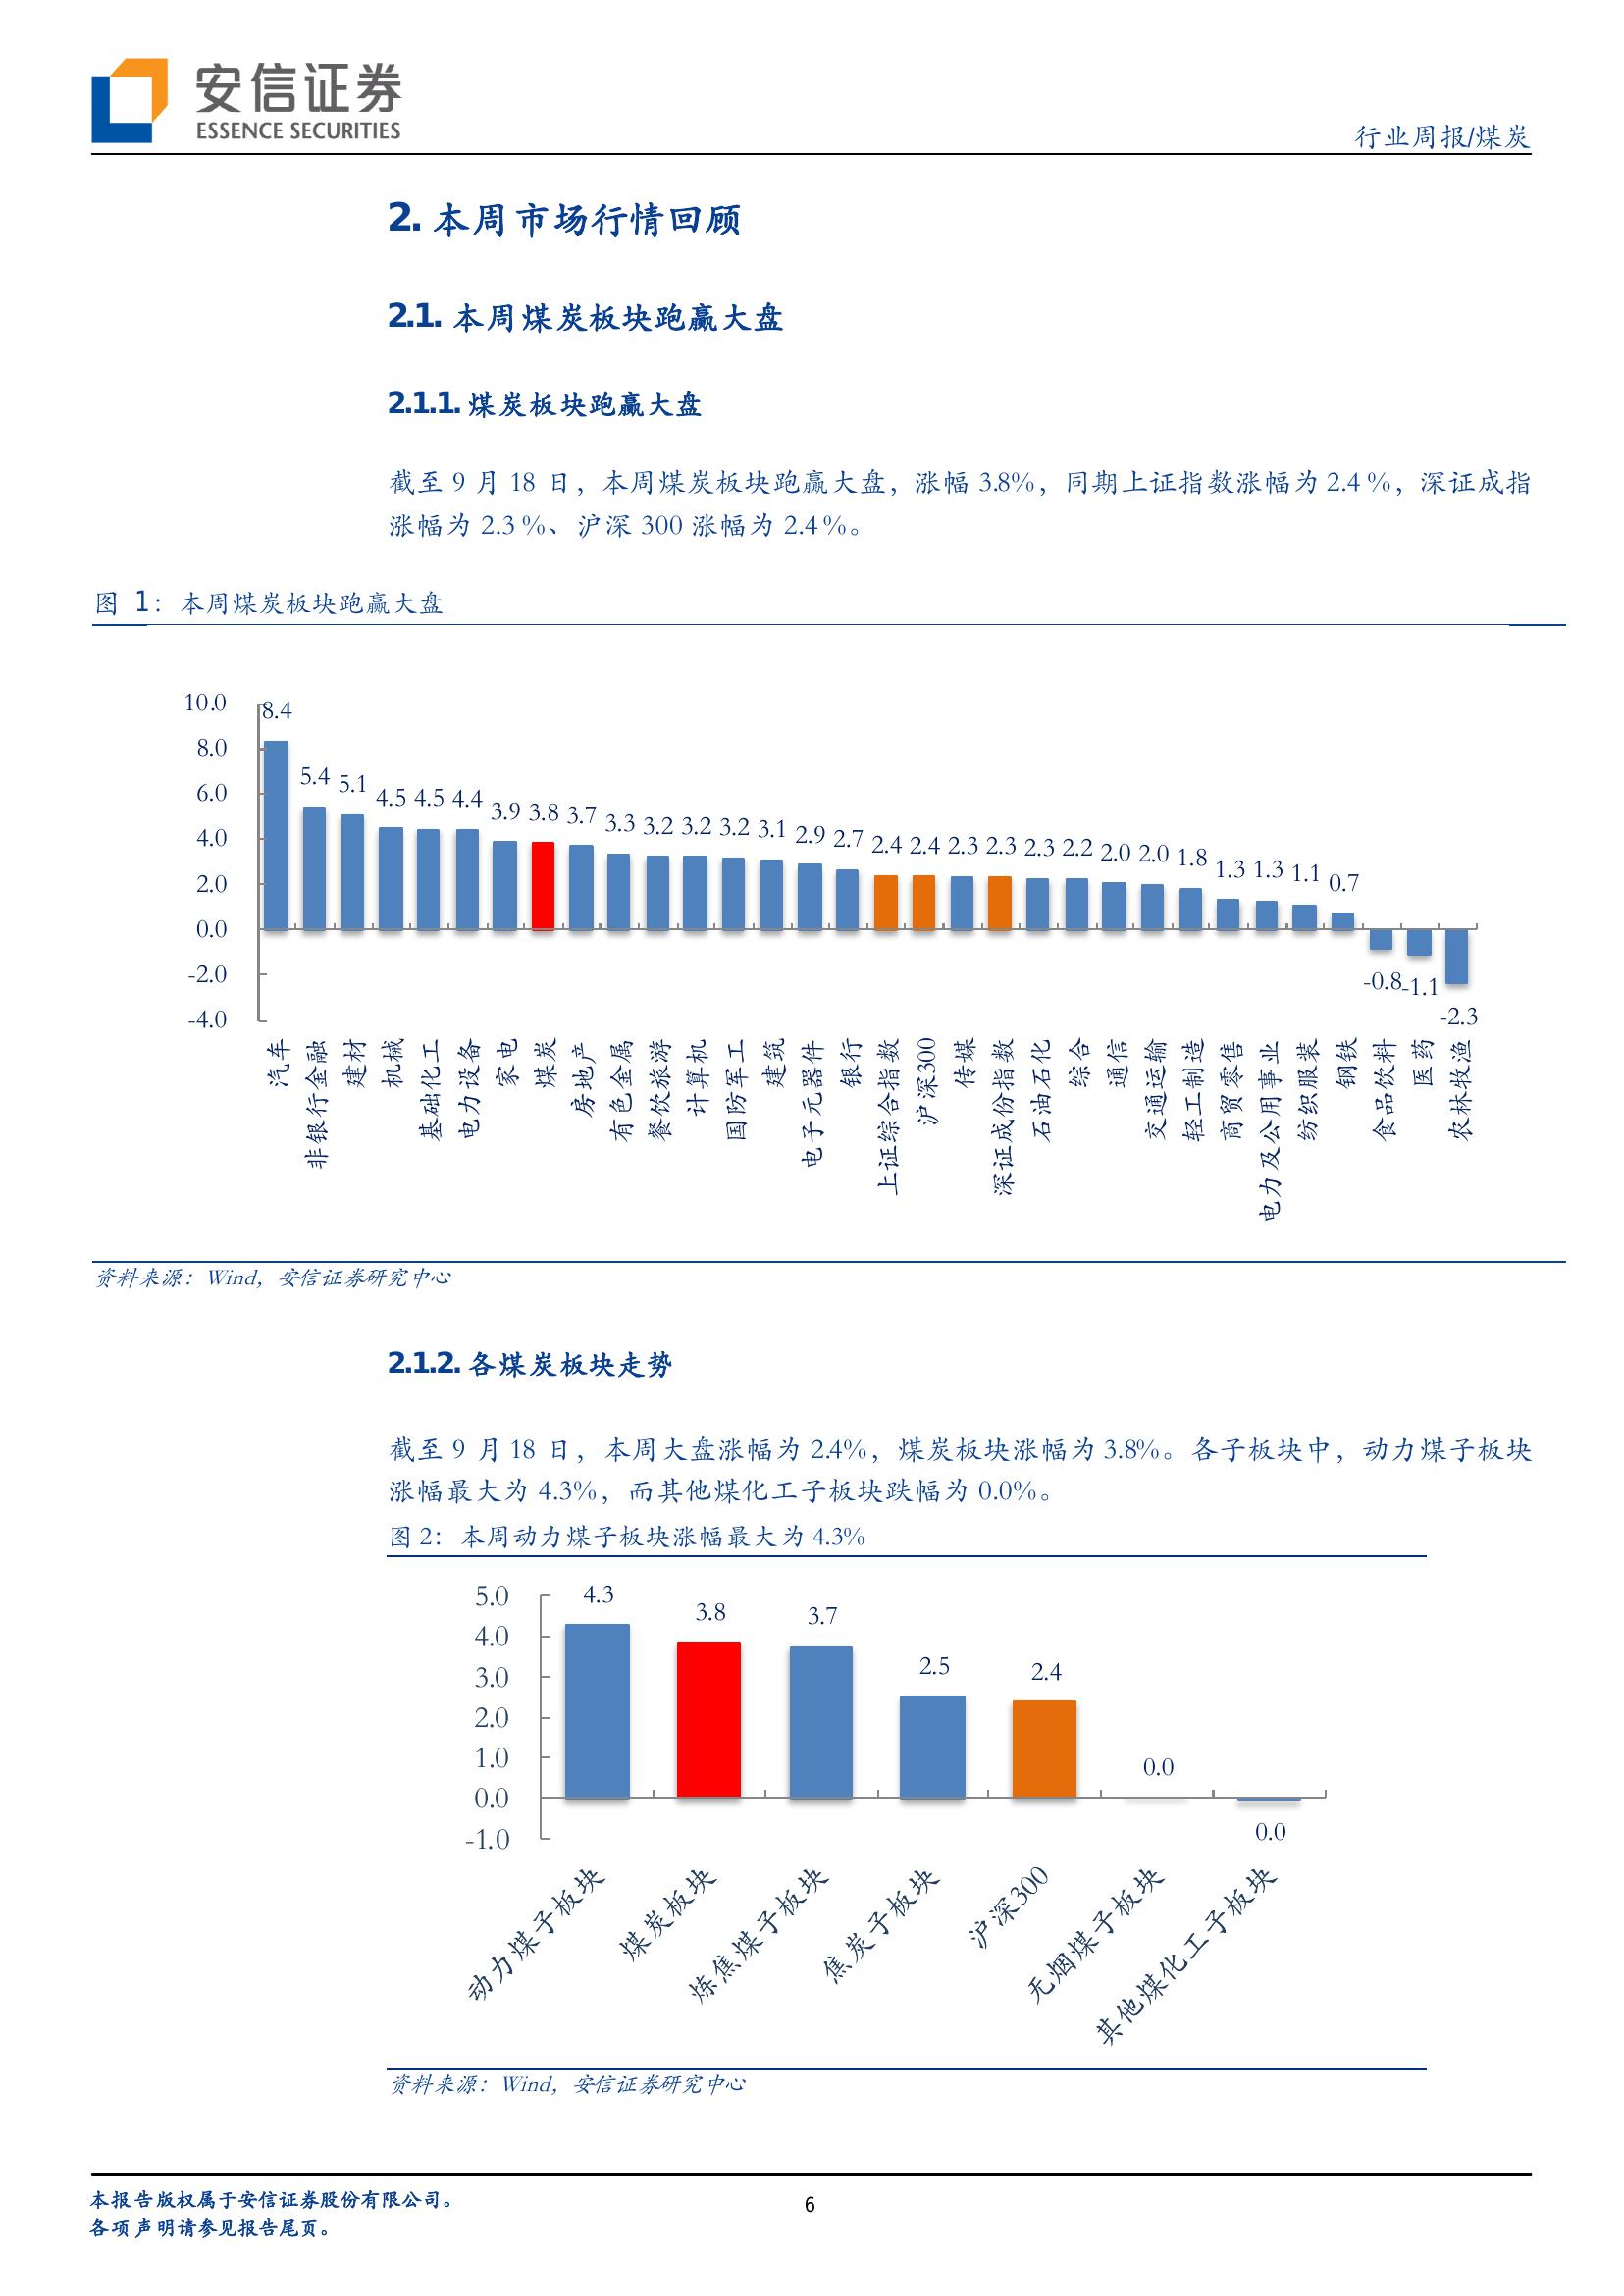 安信证券
ESSENCE SECURITIES
行业周报/煤炭
2. 本周市场行情回顾
2.1. 本周煤炭板块跑赢大盘
2.1.1. 煤炭板块跑赢大盘
截至 9 月 18 日，本周煤炭板块跑赢大盘，涨幅 3.8%，同期上证指数涨幅为 2.4%，深证成指
涨幅为 2.3%、沪深 300 涨幅为 2.4%。
图 1：本周煤炭板块跑赢大盘
10.0
8.0
6.0
4.0
2.0
0.0
-2.0
-4.0
8.4 5.4 5.1 4.5 4.5 4.4 3.9 3.8 3.7 3.3 3.2 3.2 3.2 3.1 2.9 2.7 2.4 2.4 2.3 2.3 2.3 2.2 2.0 2.0 1.8 1.3 1.3 1.1 0.7 -0.8 -1.1 -2.3
汽车
非银行金融
建材
机械
基础化工
电力设备
家电
煤炭
房地产
有色金属
餐饮旅游
计算机
国防军工
建筑
电子元器件
银行
上证综合指数
沪深300
传媒
深证成份指数
石油石化
综合
通信
交通运输
轻工制造
商贸零售
电力及公用事业
纺织服装
钢铁
食品饮料
医药
农林牧渔
资料来源：Wind，安信证券研究中心
2.1.2. 各煤炭板块走势
截至 9 月 18 日，本周大盘涨幅为 2.4%，煤炭板块涨幅为 3.8%。各子板块中，动力煤子板块
涨幅最大为 4.3%，而其他煤化工子板块跌幅为 0.0%。
图 2：本周动力煤子板块涨幅最大为 4.3%
5.0
4.0
3.0
2.0
1.0
0.0
-1.0
4.3 3.8 3.7 2.5 2.4 0.0 0.0
动力煤子板块
煤炭板块
炼焦煤子板块
焦炭子板块
沪深300
无烟煤子板块
其他煤化工子板块
资料来源：Wind，安信证券研究中心
本报告版权属于安信证券股份有限公司。
各项声明请参见报告尾页。
6